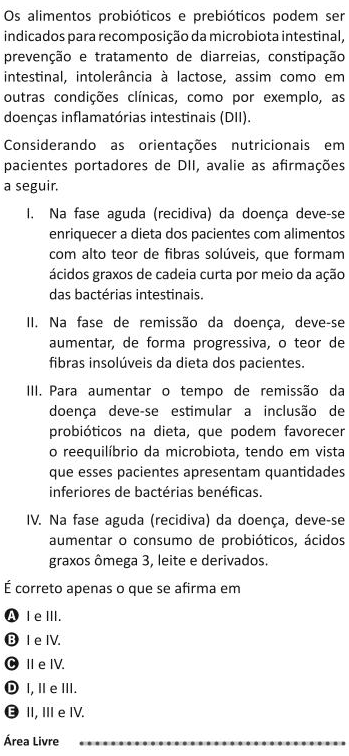 Os alimentos probióticos e prebióticos podem ser
indicados para recomposição da microbiota intestinal,
prevenção e tratamento de diarreias, constipação
intestinal, intolerância à lactose, assim como em
outras condições clínicas, como por exemplo, as
doenças inflamatórias intestinais (DII).
Considerando as orientações nutricionais em
pacientes portadores de DII, avalie as afirmações
a seguir.
I. Na fase aguda (recidiva) da doença deve-se
enriquecer a dieta dos pacientes com alimentos
com alto teor de fibras solúveis, que formam
ácidos graxos de cadeia curta por meio da ação
das bactérias intestinais.
II. Na fase de remissão da doença, deve-se
aumentar, de forma progressiva, o teor de
fibras insolúveis da dieta dos pacientes.
III. Para aumentar o tempo de remissão da
doença deve-se estimular a inclusão de
probióticos na dieta, que podem favorecer
o reequilíbrio da microbiota, tendo em vista
que esses pacientes apresentam quantidades
inferiores de bactérias benéficas.
IV. Na fase aguda (recidiva) da doença, deve-se
aumentar o consumo de probióticos, ácidos
graxos ômega 3, leite e derivados.
É correto apenas o que se afirma em
A I e III.
B I e IV.
C II e IV.
D I, II e III.
E II, III e IV.
Área Livre